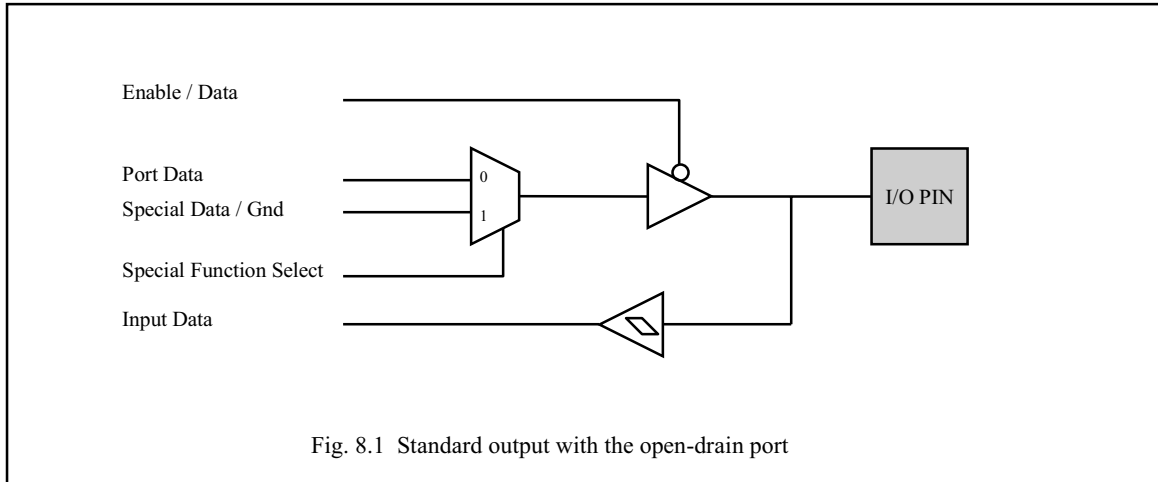 Enable / Data
Port Data
0
Special Data / Gnd
1
I/O PIN
Special Function Select
Input Data
Fig. 8.1 Standard output with the open-drain port